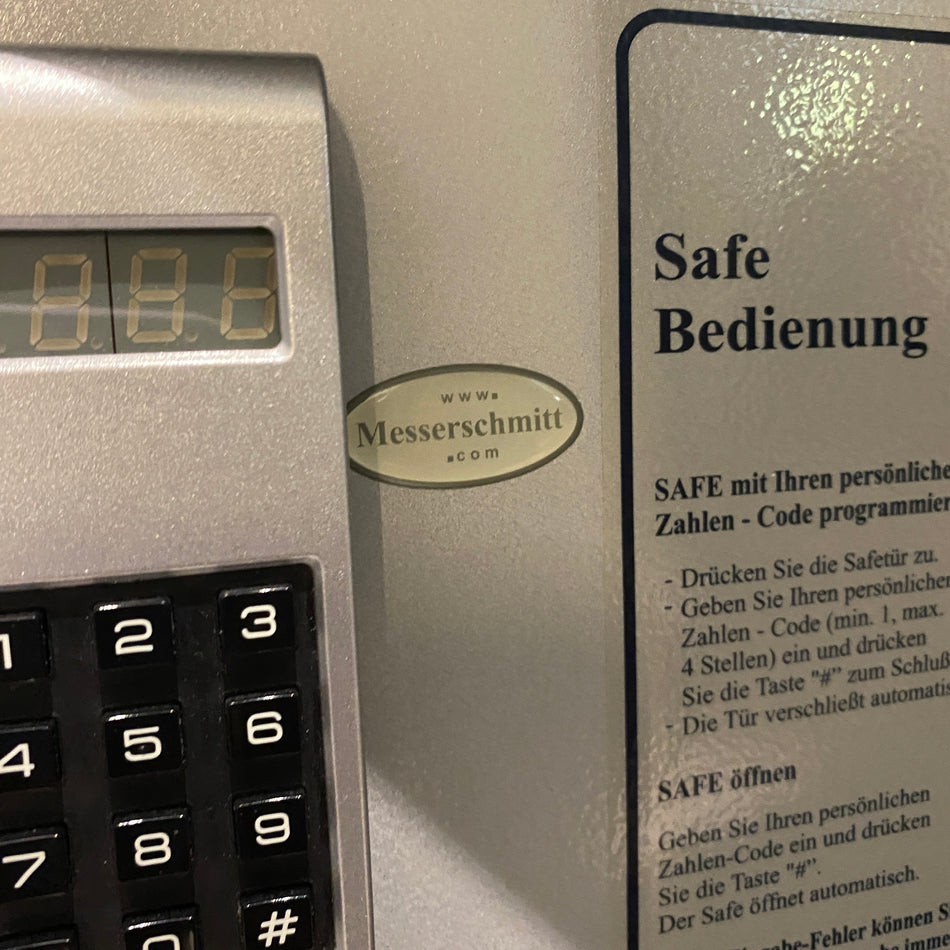 www.
Messerschmitt
.com
1 2 3
4 5 6
7 8 9
0 #
Safe
Bedienung
SAFE mit Ihren
Zahlen - Code
- Drücken Sie die Safetür zu.
- Geben Sie Ihren persönlichen
Zahlen - Code (min. 1, max.
4 Stellen) ein und drücken
Sie die Taste "#" zum Schluß
- Die Tür verschließt
SAFE öffnen
Geben Sie Ihren persönlichen
Zahlen-Code ein und drücken
Sie die Taste "#".
Der Safe öffnet automatisch.
können